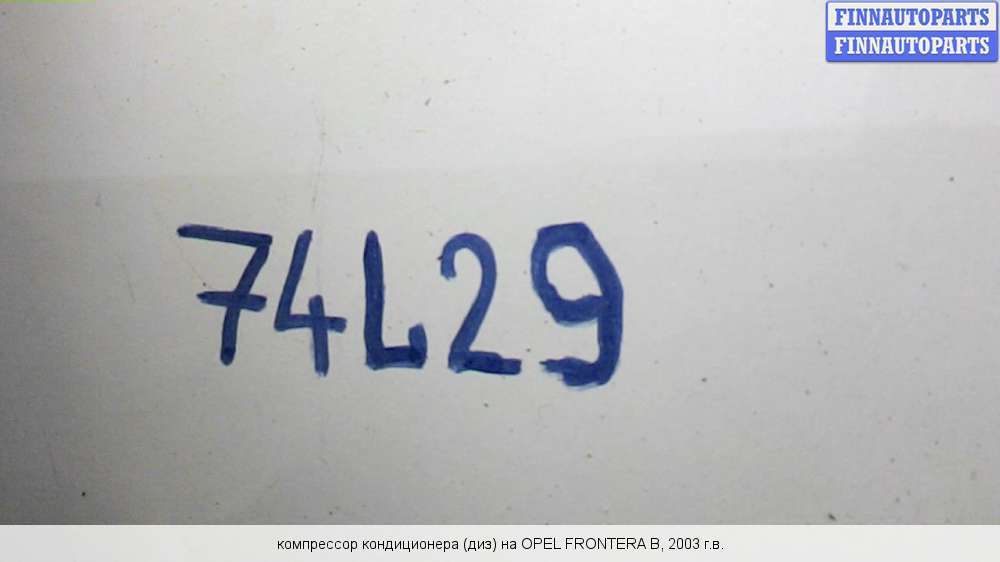 FINNAUTOPARTS
FINNAUTOPARTS
74L29
компрессор кондиционера (диз) на OPEL FRONTERA B, 2003 г.в.